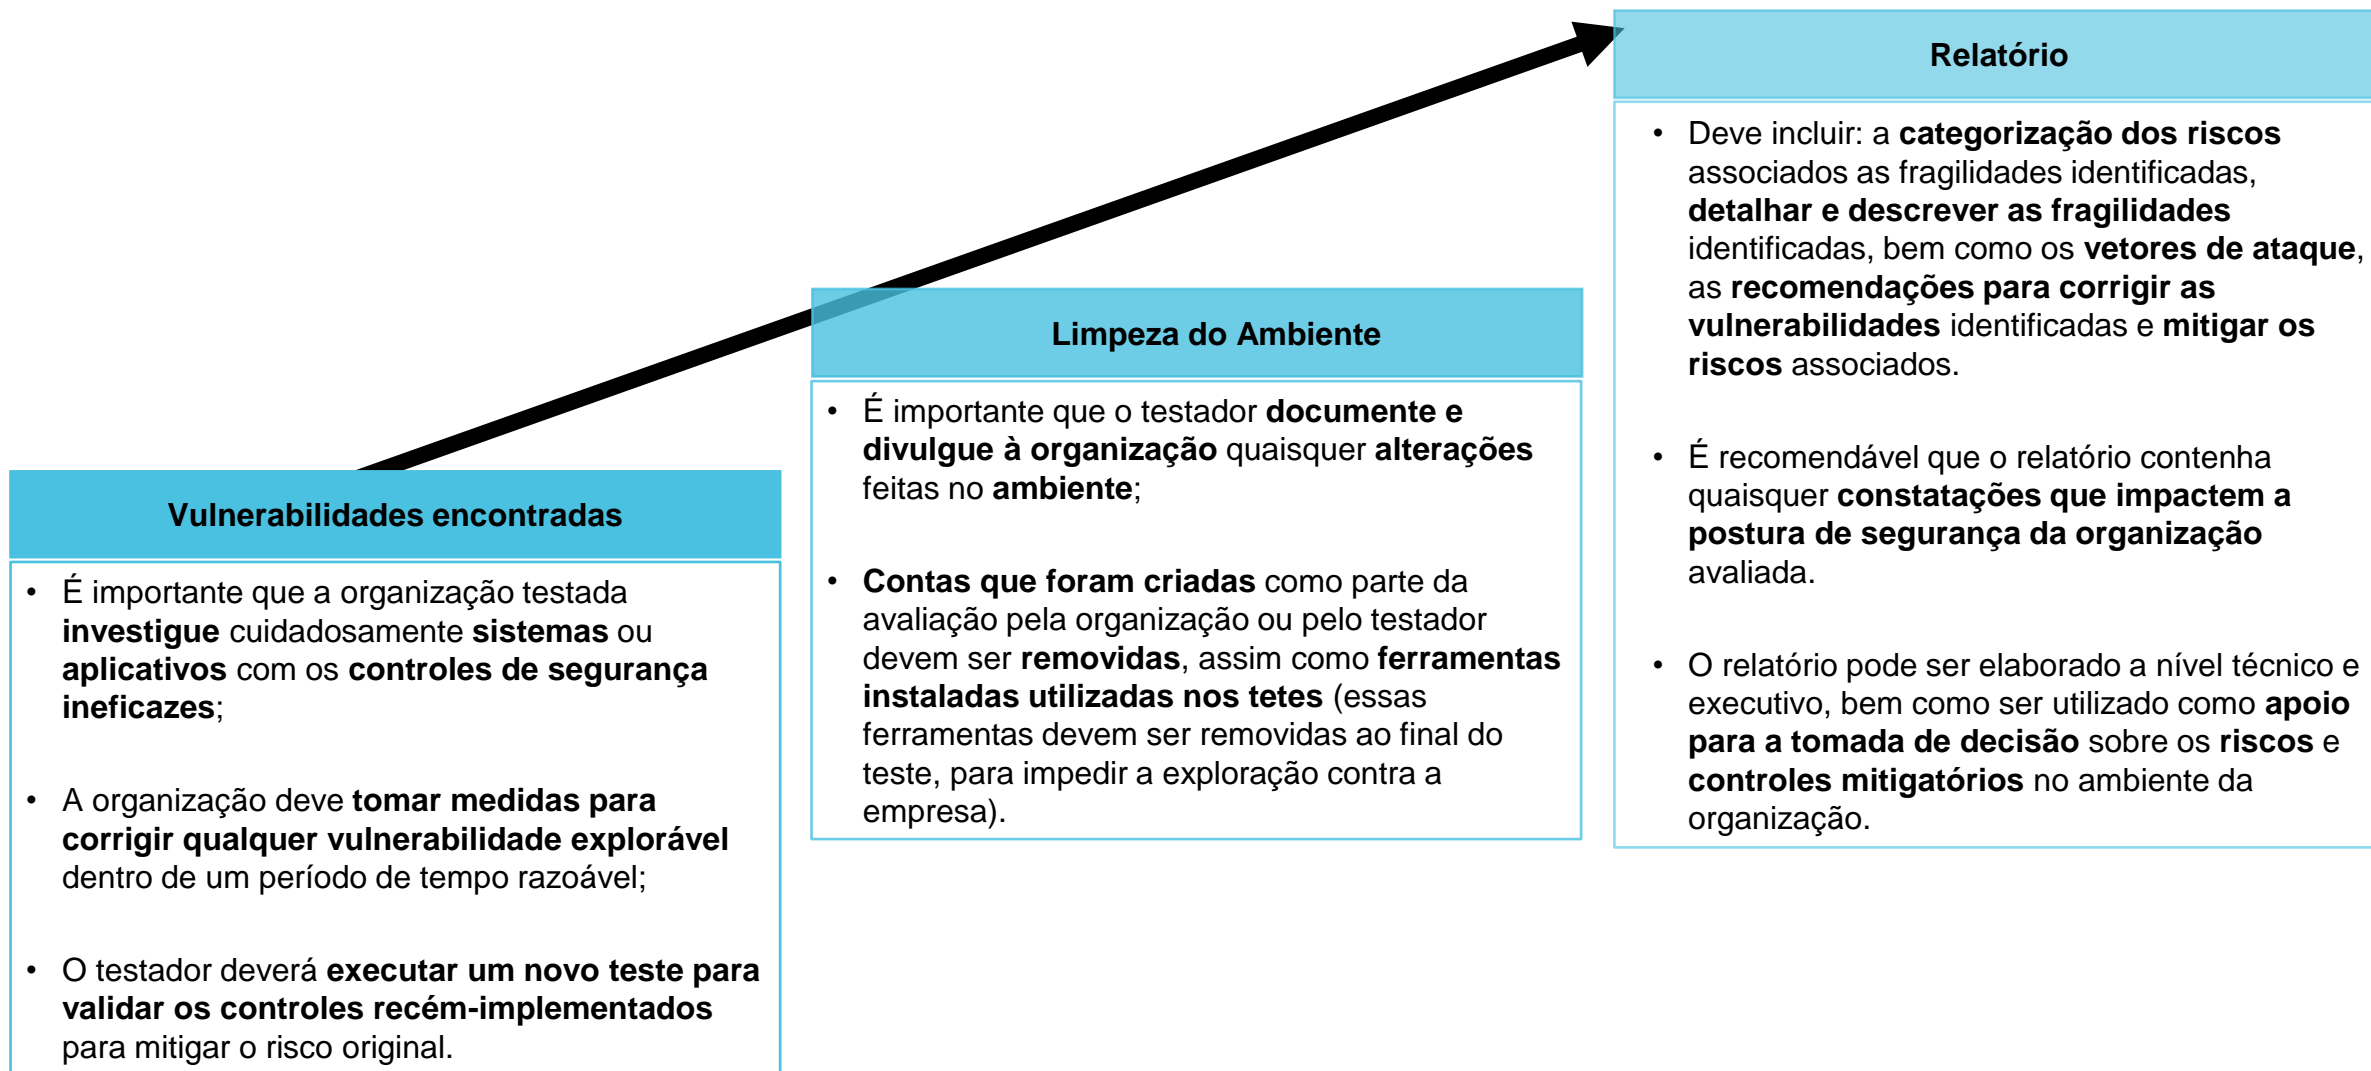 Vulnerabilidades encontradas
• É importante que a organização testada
investigue cuidadosamente sistemas ou
aplicativos com os controles de segurança
ineficazes;
• A organização deve tomar medidas para
corrigir qualquer vulnerabilidade explorável
dentro de um período de tempo razoável;
• O testador deverá executar um novo teste para
validar os controles recém-implementados
para mitigar o risco original.
Limpeza do Ambiente
• É importante que o testador documente e
divulgue à organização quaisquer alterações
feitas no ambiente;
• Contas que foram criadas como parte da
avaliação pela organização ou pelo testador
devem ser removidas, assim como ferramentas
instaladas utilizadas nos tetes (essas
ferramentas devem ser removidas ao final do
teste, para impedir a exploração contra a
empresa).
Relatório
• Deve incluir: a categorização dos riscos
associados as fragilidades identificadas,
detalhar e descrever as fragilidades
identificadas, bem como os vetores de ataque,
as recomendações para corrigir as
vulnerabilidades identificadas e mitigar os
riscos associados.
• É recomendável que o relatório contenha
quaisquer constatações que impactem a
postura de segurança da organização
avaliada.
• O relatório pode ser elaborado a nível técnico e
executivo, bem como ser utilizado como apoio
para a tomada de decisão sobre os riscos e
controles mitigatórios no ambiente da
organização.